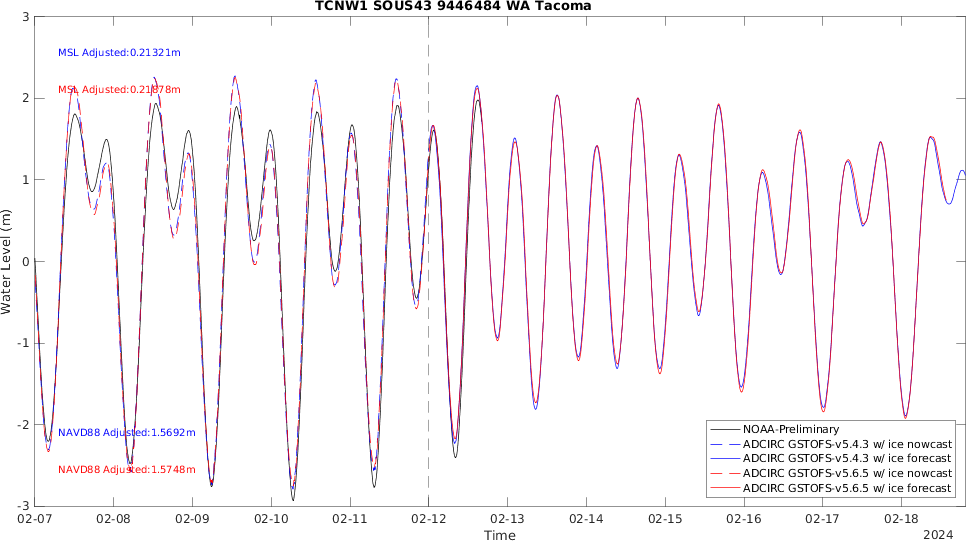 TCNW1 SOUS43 9446484 WA Tacoma
3
2
1
0
-1
-2
-3
Water Level (m)
MSL Adjusted:0.21321m
MSL Adjusted:0.21878m
NAVD88 Adjusted:1.5692m
NAVD88 Adjusted:1.5748m
NOAA-Preliminary
ADCIRC GSTOFS-v5.4.3 w/ ice nowcast
ADCIRC GSTOFS-v5.4.3 w/ ice forecast
ADCIRC GSTOFS-v5.6.5 w/ ice nowcast
ADCIRC GSTOFS-v5.6.5 w/ ice forecast
02-07 02-08 02-09 02-10 02-11 02-12 02-13 02-14 02-15 02-16 02-17 02-18
Time
2024